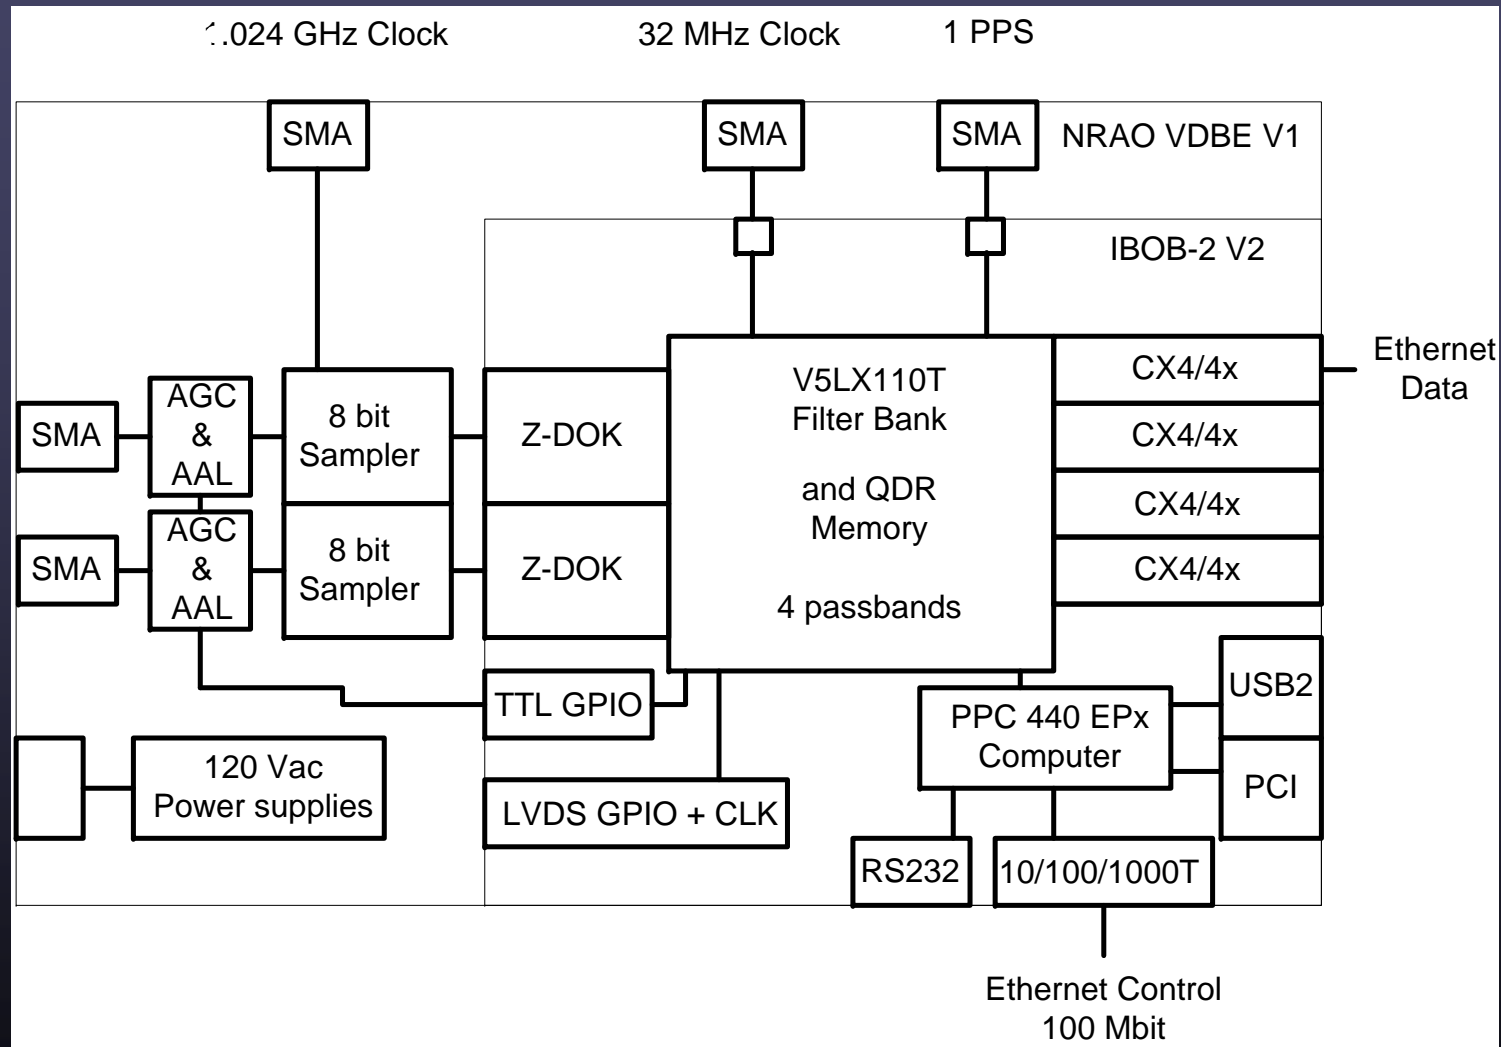 1.024 GHz Clock
32 MHz Clock
1 PPS
SMA
SMA
SMA
NRAO VDBE V1
IBOB-2 V2
SMA
AGC
&
AAL
8 bit
Sampler
Z-DOK
V5LX110T
Filter Bank
and QDR
Memory
4 passbands
CX4/4x
CX4/4x
CX4/4x
CX4/4x
Ethernet
Data
SMA
AGC
&
AAL
8 bit
Sampler
Z-DOK
TTL GPIO
LVDS GPIO + CLK
120 Vac
Power supplies
PPC 440 EPx
Computer
USB2
PCI
RS232
10/100/1000T
Ethernet Control
100 Mbit